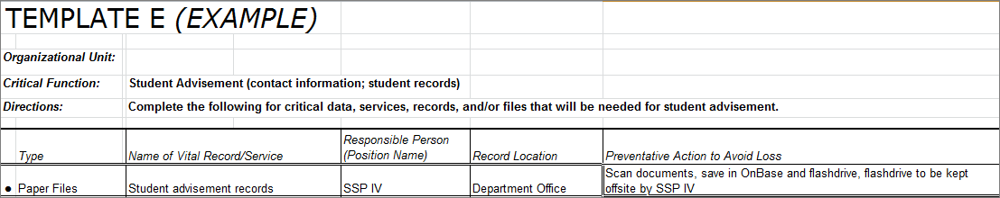 TEMPLATE E (EXAMPLE)
Organizational Unit:
Critical Function: Student Advisement (contact information; student records)
Directions: Complete the following for critical data, services, records, and/or files that will be needed for student advisement.
Type Name of Vital Record/Service Responsible Person (Position Name) Record Location Preventative Action to Avoid Loss
• Paper Files Student advisement records SSP IV Department Office Scan documents, save in OnBase and flashdrive, flashdrive to be kept offsite by SSP IV